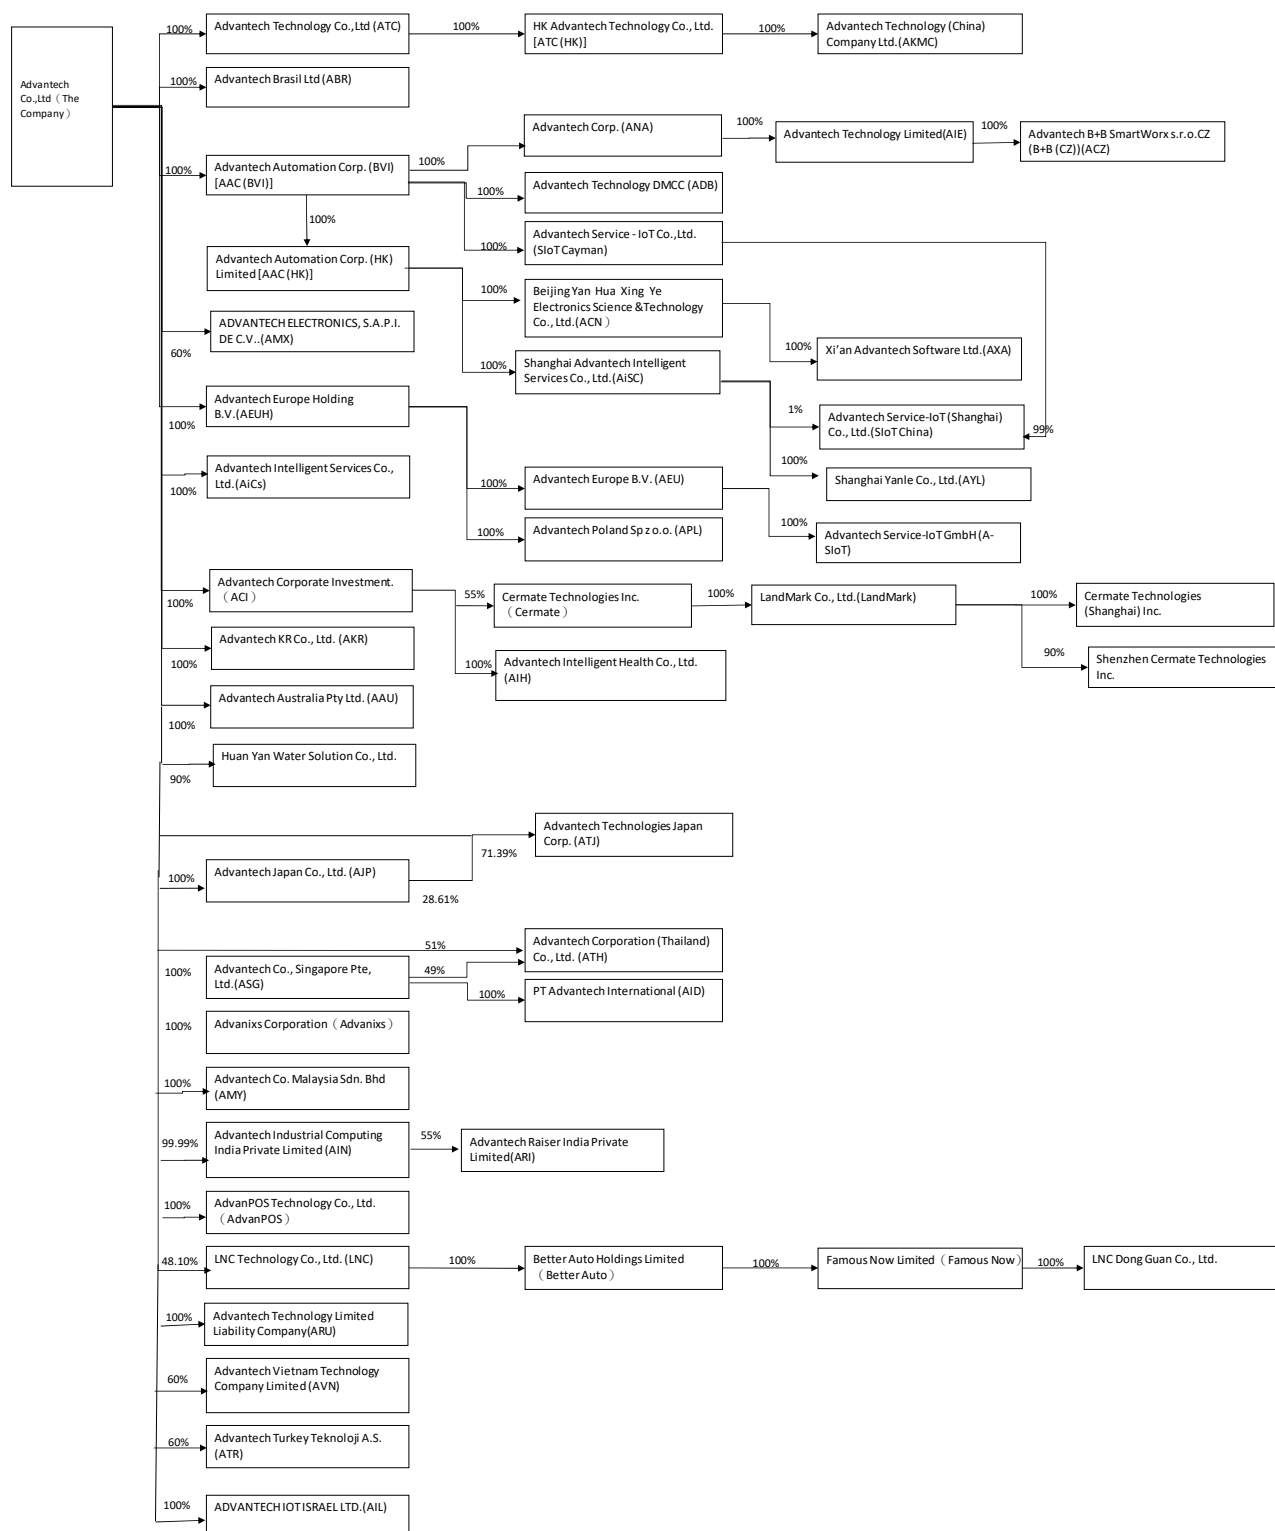 Advantech
Co.,Ltd（The
Company）
100%
Advantech Technology Co.,Ltd (ATC)
100%
HK Advantech Technology Co., Ltd.
[ATC (HK)]
100%
Advantech Technology (China)
Company Ltd.(AKMC)
100%
Advantech Brasil Ltd (ABR)
100%
Advantech Automation Corp. (BVI)
[AAC (BVI)]
100%
Advantech Corp. (ANA)
100%
Advantech Technology Limited(AIE)
100%
Advantech B+B SmartWorx s.r.o.CZ
(B+B (CZ))(ACZ)
100%
Advantech Technology DMCC (ADB)
100%
Advantech Service - IoT Co.,Ltd.
(SIoT Cayman)
100%
Advantech Automation Corp. (HK)
Limited [AAC (HK)]
100%
Beijing Yan Hua Xing Ye
Electronics Science &Technology
Co., Ltd.(ACN）
100%
Xi'an Advantech Software Ltd.(AXA)
100%
Shanghai Advantech Intelligent
Services Co., Ltd.(AiSC)
1%
Advantech Service-IoT (Shanghai)
Co., Ltd.(SIoT China)
99%
100%
Shanghai Yanle Co., Ltd.(AYL)
ADVANTECH ELECTRONICS, S.A.P.I.
DE C.V..(AMX)
60%
Advantech Europe Holding
B.V.(AEUH)
100%
Advantech Intelligent Services Co.,
Ltd.(AiCs)
100%
100%
Advantech Europe B.V. (AEU)
100%
Advantech Service-IoT GmbH (A-
SIoT)
100%
Advantech Poland Sp z o.o. (APL)
Advantech Corporate Investment.
（ACI）
100%
55%
Cermate Technologies Inc.
（Cermate）
100%
LandMark Co., Ltd.(LandMark)
100%
Cermate Technologies
(Shanghai) Inc.
90%
Shenzhen Cermate Technologies
Inc.
100%
Advantech Intelligent Health Co., Ltd.
(AIH)
Advantech KR Co., Ltd. (AKR)
100%
Advantech Australia Pty Ltd. (AAU)
100%
Huan Yan Water Solution Co., Ltd.
90%
Advantech Technologies Japan
Corp. (ATJ)
71.39%
100%
Advantech Japan Co., Ltd. (AJP)
28.61%
51%
Advantech Corporation (Thailand)
Co., Ltd. (ATH)
100%
Advantech Co., Singapore Pte,
Ltd.(ASG)
49%
100%
PT Advantech International (AID)
100%
Advanixs Corporation（Advanixs）
100%
Advantech Co. Malaysia Sdn. Bhd
(AMY)
99.99%
Advantech Industrial Computing
India Private Limited (AIN)
55%
Advantech Raiser India Private
Limited(ARI)
100%
AdvanPOS Technology Co., Ltd.
（AdvanPOS）
48.10%
LNC Technology Co., Ltd. (LNC)
100%
Better Auto Holdings Limited
（Better Auto）
100%
Famous Now Limited（Famous Now）
100%
LNC Dong Guan Co., Ltd.
100%
Advantech Technology Limited
Liability Company(ARU)
60%
Advantech Vietnam Technology
Company Limited (AVN)
60%
Advantech Turkey Teknoloji A.S.
(ATR)
100%
ADVANTECH IOT ISRAEL LTD.(AIL)